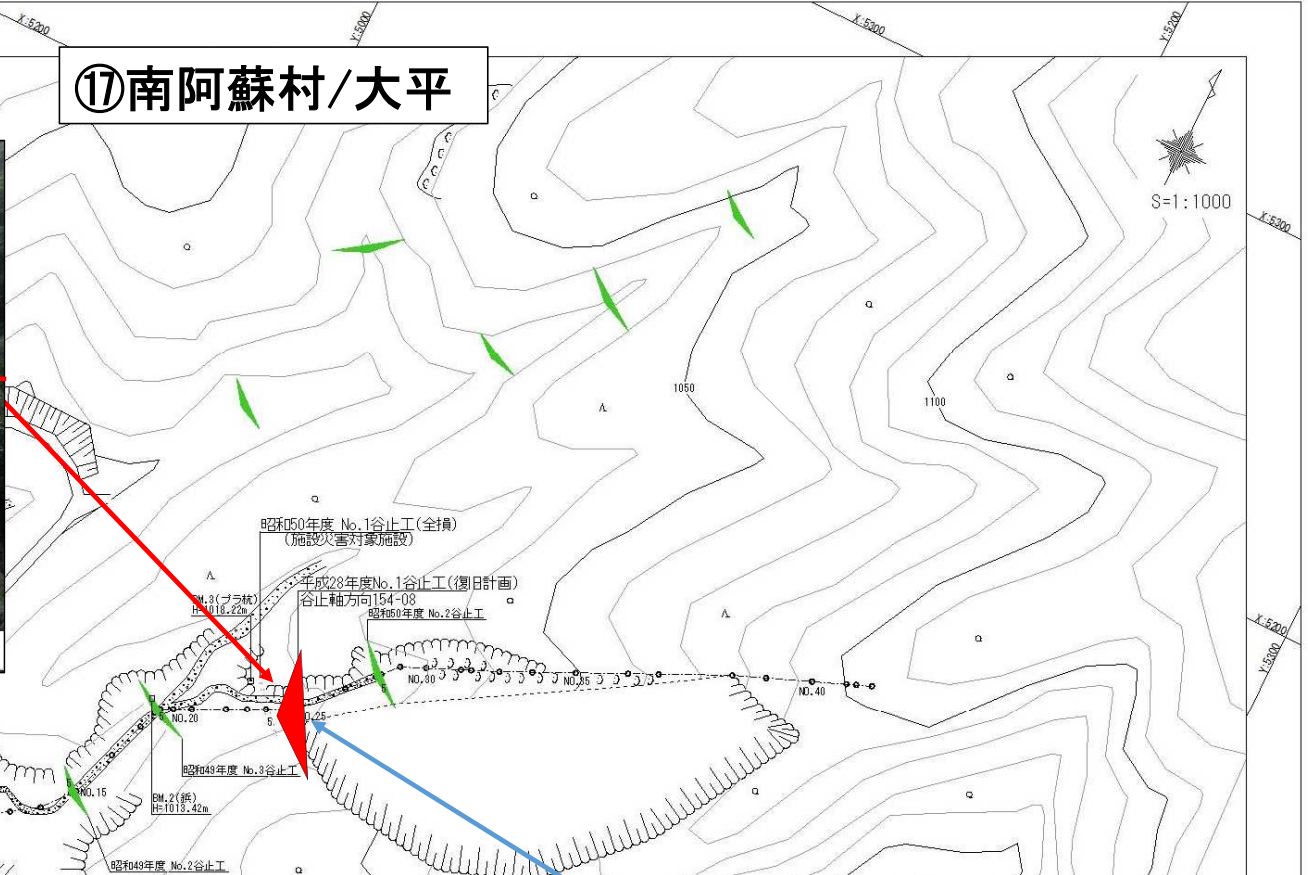 X:5200
Y:5000
X:5300
Y:5200
⑰南阿蘇村/大平
S=1:1000
X:5300
1050
1100
昭和50年度 No.1谷止工(全損)
(施設災害対象施設)
平成28年度No.1谷止工(復旧計画)
谷止軸方向154-08
BM.3(プラ杭)
H=1018.22m
昭和50年度 No.2谷止工
X:5200
Y:5300
NO.30
NO.35
NO.40
5
NO.20
5
NO.25
5
昭和49年度 No.3谷止工
NO.15
BM.2(鋲)
H=1013.42m
昭和49年度 No.2谷止工